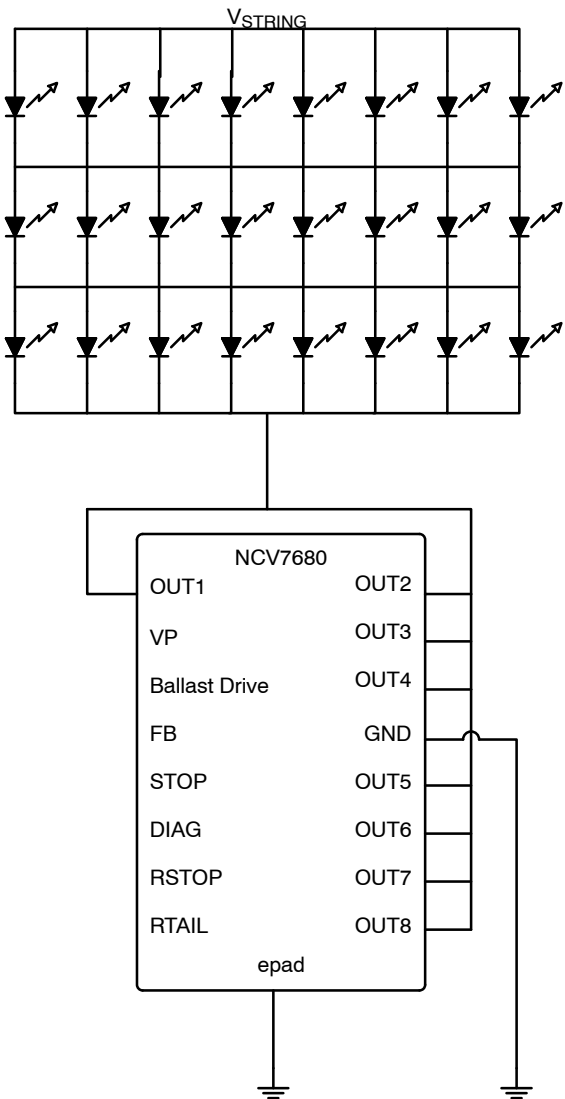 VSTRING
NCV7680
OUT1
VP
Ballast Drive
FB
STOP
DIAG
RSTOP
RTAIL
OUT2
OUT3
OUT4
GND
OUT5
OUT6
OUT7
OUT8
epad